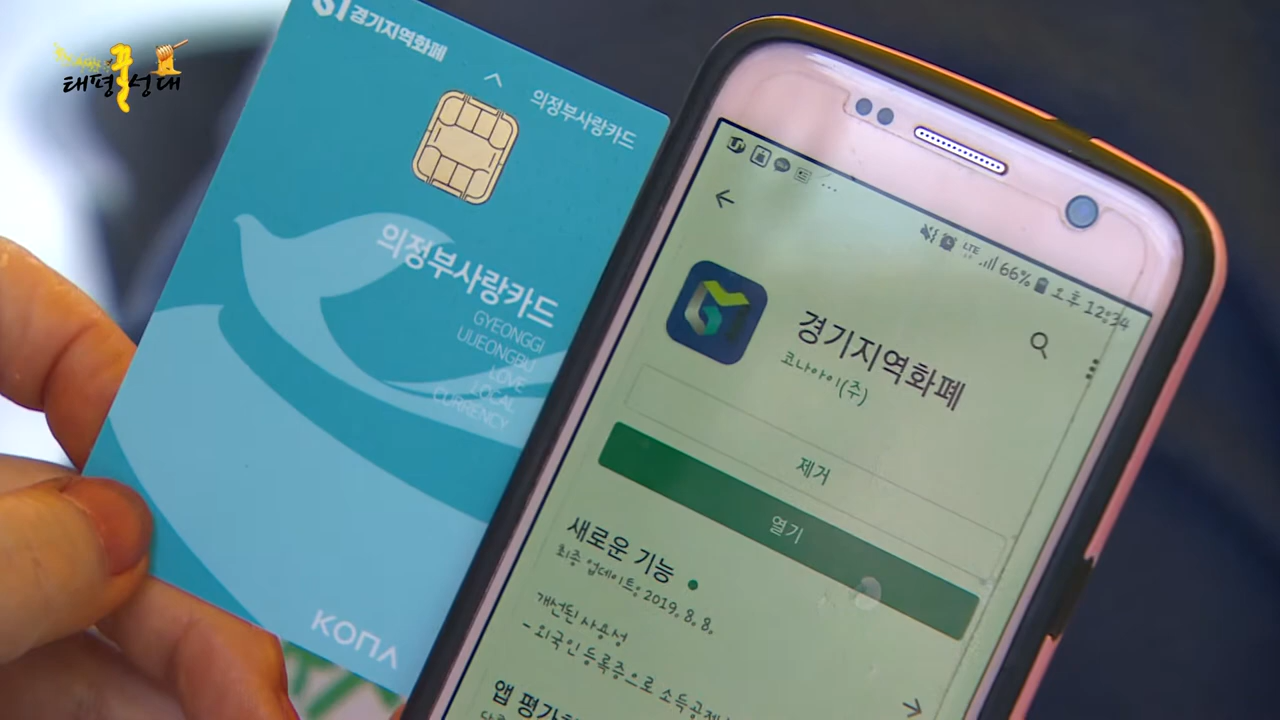 태평꿀성대
경기지역화폐
의정부사랑카드
의정부사랑카드
GYEONGGI
UIJEONGBU
LOVE
LOCAL
CURRENCY
KONA
LTE
66%
오후 12:34
경기지역화폐
코나아이(주)
제거
열기
새로운 기능
최종 업데이트: 2019. 8. 8.
개선된 사용성
- 외국인 등록증으로 소득공제
앱 평가